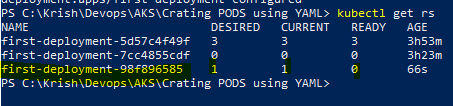 deployment.apps/first-deployment configured
PS C:\Krish\Devops\AKS\Crating PODS using YAML> kubectl get rs
NAME DESIRED CURRENT READY AGE
first-deployment-5d57c4f49f 3 3 3 3h53m
first-deployment-7cc4855cdf 0 0 0 3h23m
first-deployment-98f896585 1 1 0 66s
PS C:\Krish\Devops\AKS\Crating PODS using YAML>